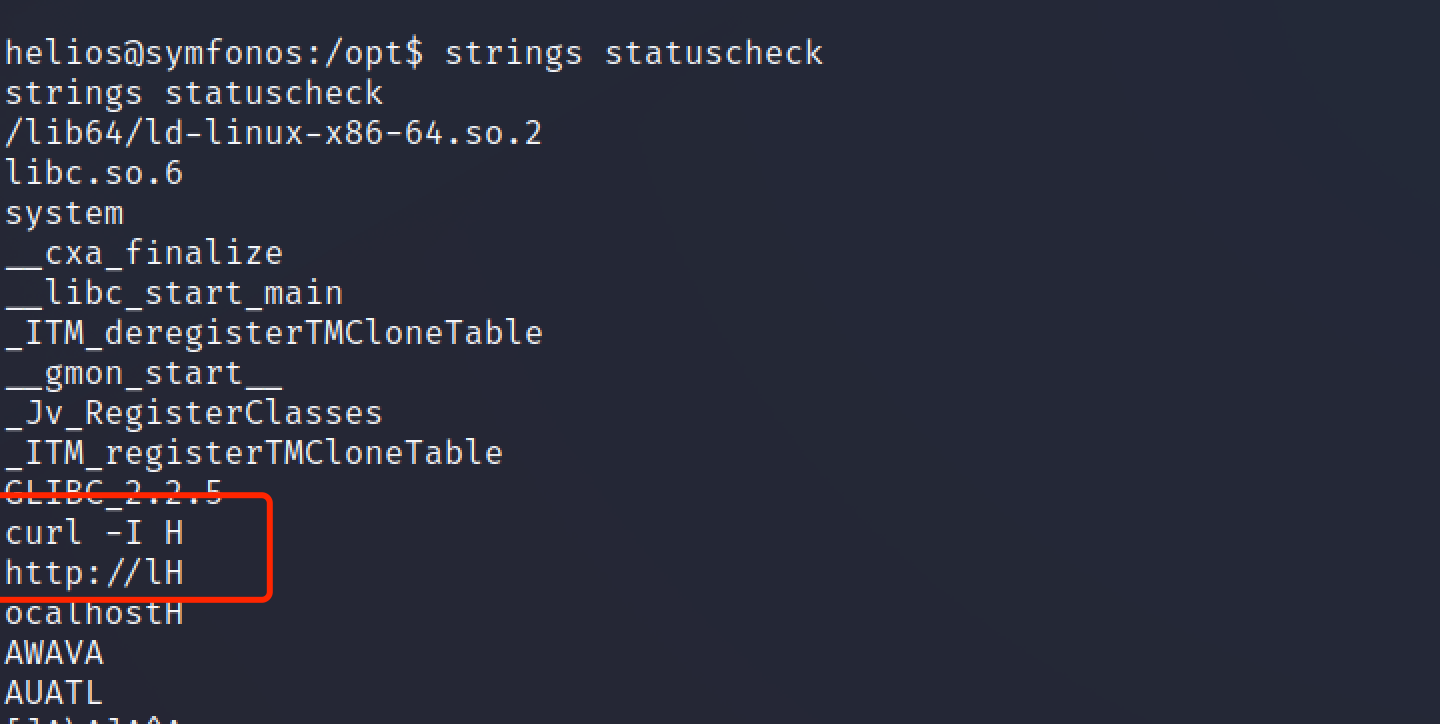 helios@symfonos:/opt$ strings statuscheck
strings statuscheck
/lib64/ld-linux-x86-64.so.2
libc.so.6
system
__cxa_finalize
__libc_start_main
_ITM_deregisterTMCloneTable
__gmon_start__
_Jv_RegisterClasses
_ITM_registerTMCloneTable
GLIBC_2.2.5
curl -I H
http://lH
ocalhostH
AWAVA
AUATL